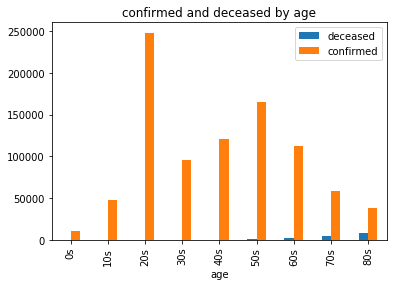 confirmed and deceased by age
deceased
confirmed
250000
200000
150000
100000
50000
0
0s
10s
20s
30s
40s
50s
60s
70s
80s
age